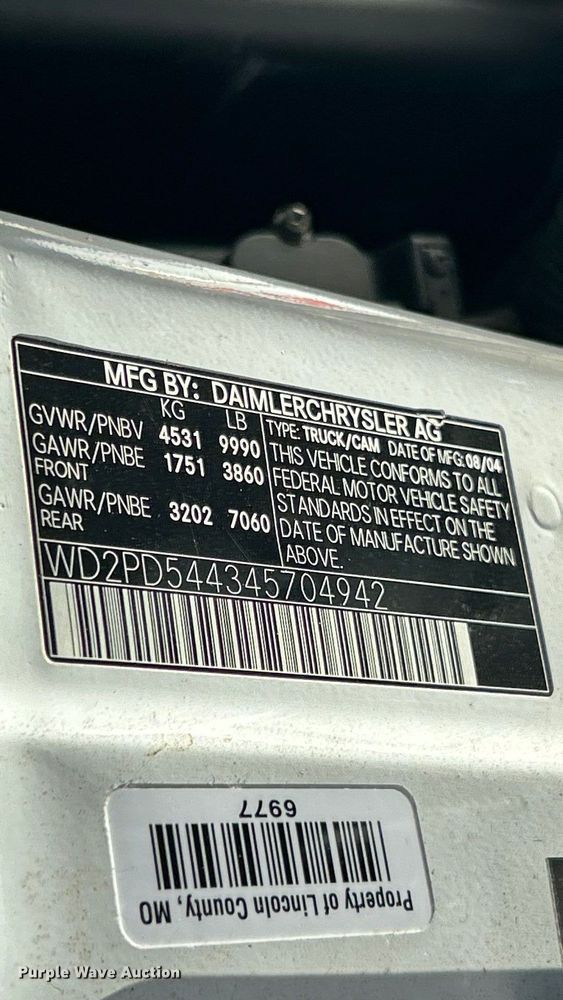 MFG BY: DAIMLERCHRYSLER AG
KG LB
GVWR/PNBV 4531 9990
GAWR/PNBE 1751 3860
FRONT
GAWR/PNBE 3202 7060
REAR
TYPE: TRUCK/CAM DATE OF MFG: 08/04
THIS VEHICLE CONFORMS TO ALL
FEDERAL MOTOR VEHICLE SAFETY
STANDARDS IN EFFECT ON THE
DATE OF MANUFACTURE SHOWN
ABOVE.
WD2PD544345704942
Property of Lincoln County, MO
6977
Purple Wave Auction